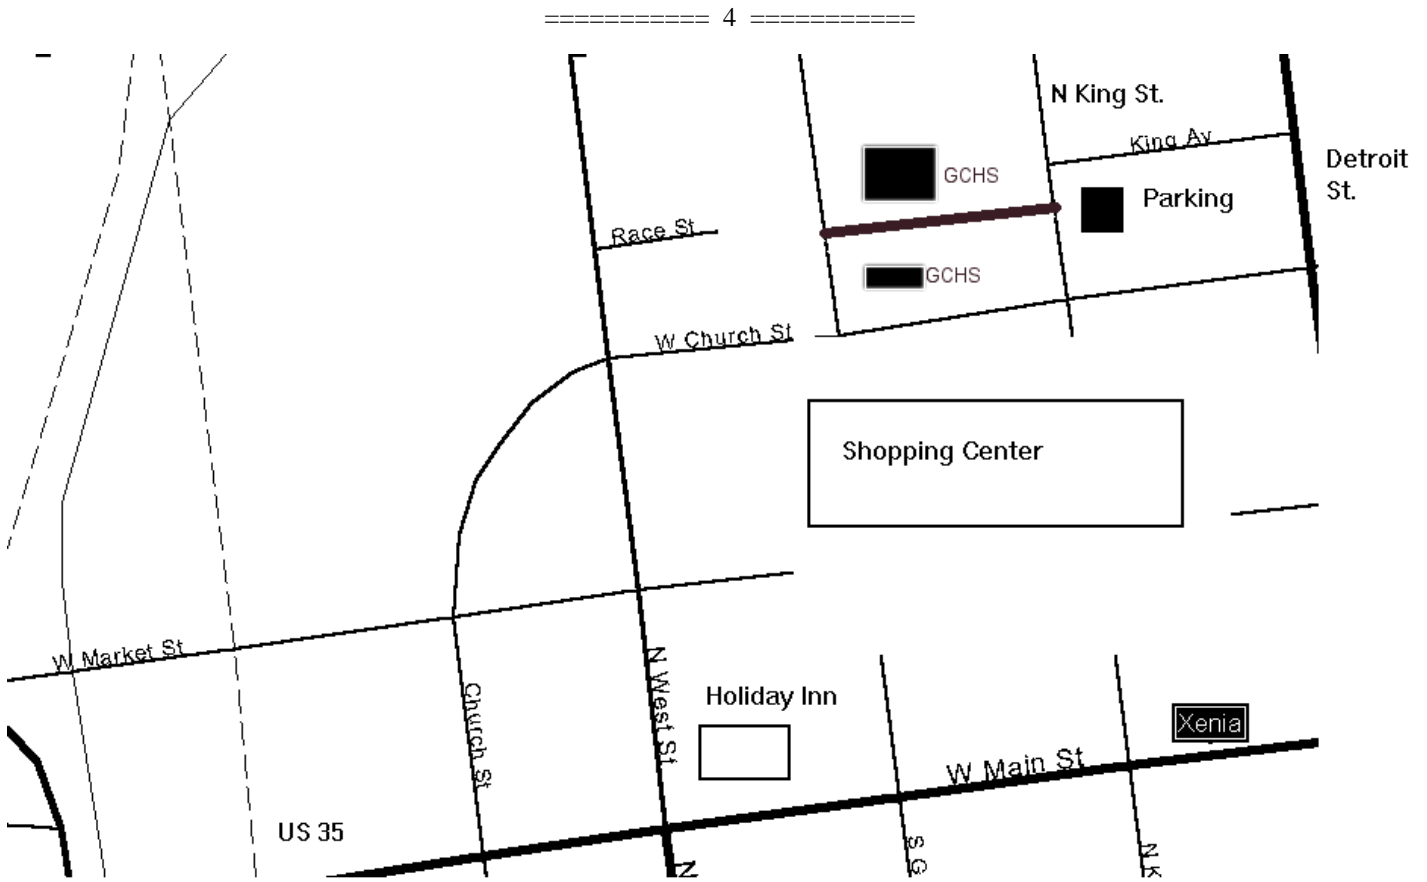 =========== 4 ===========
N King St.
King Av
Detroit
St.
GCHS
Parking
Race St
GCHS
W Church St
Shopping Center
W Market St
Church St
N West St
Holiday Inn
Xenia
W Main St
US 35
S G
N K
N